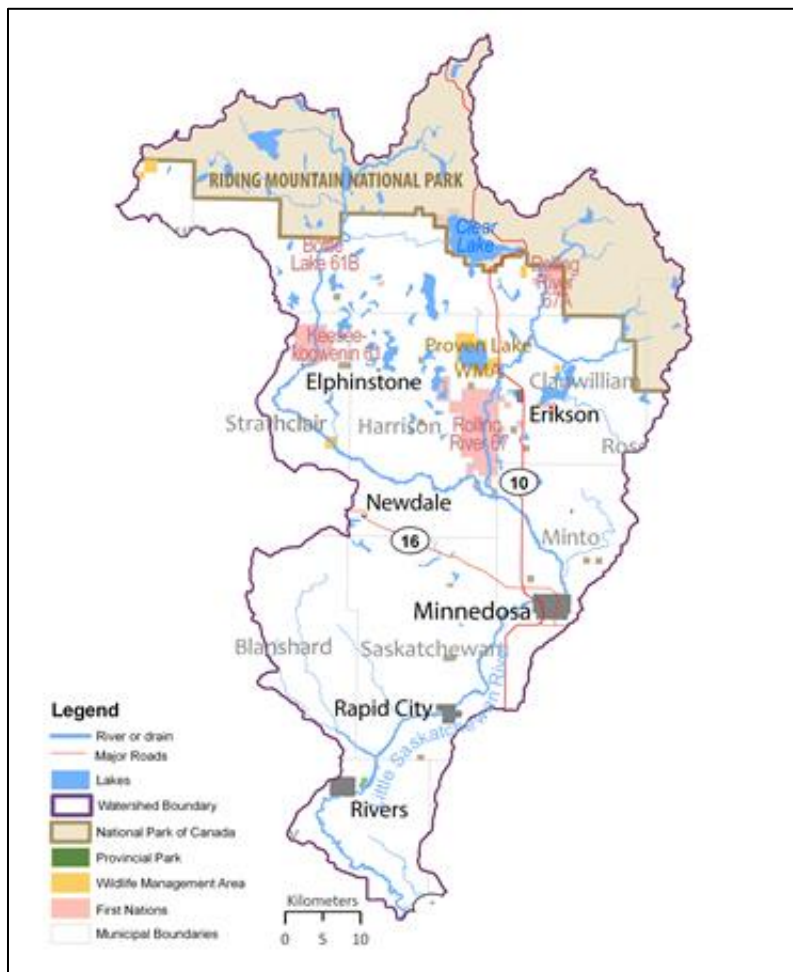 RIDING MOUNTAIN NATIONAL PARK
Clear
Lake
Bottle
Lake 61B
Rolling
River
67A
Keesee-
kogwenin 61
Proven Lake
WMA
Elphinstone
Clanwilliam
Erikson
Strathclair
Harrison
Rolling
River 67
Ross
10
Newdale
16
Minto
Minnedosa
Blanshard
Saskatchewan
Rapid City
Little Saskatchewan River
Rivers
Legend
River or drain
Major Roads
Lakes
Watershed Boundary
National Park of Canada
Provincial Park
Wildlife Management Area
First Nations
Municipal Boundaries
Kilometers
0 5 10